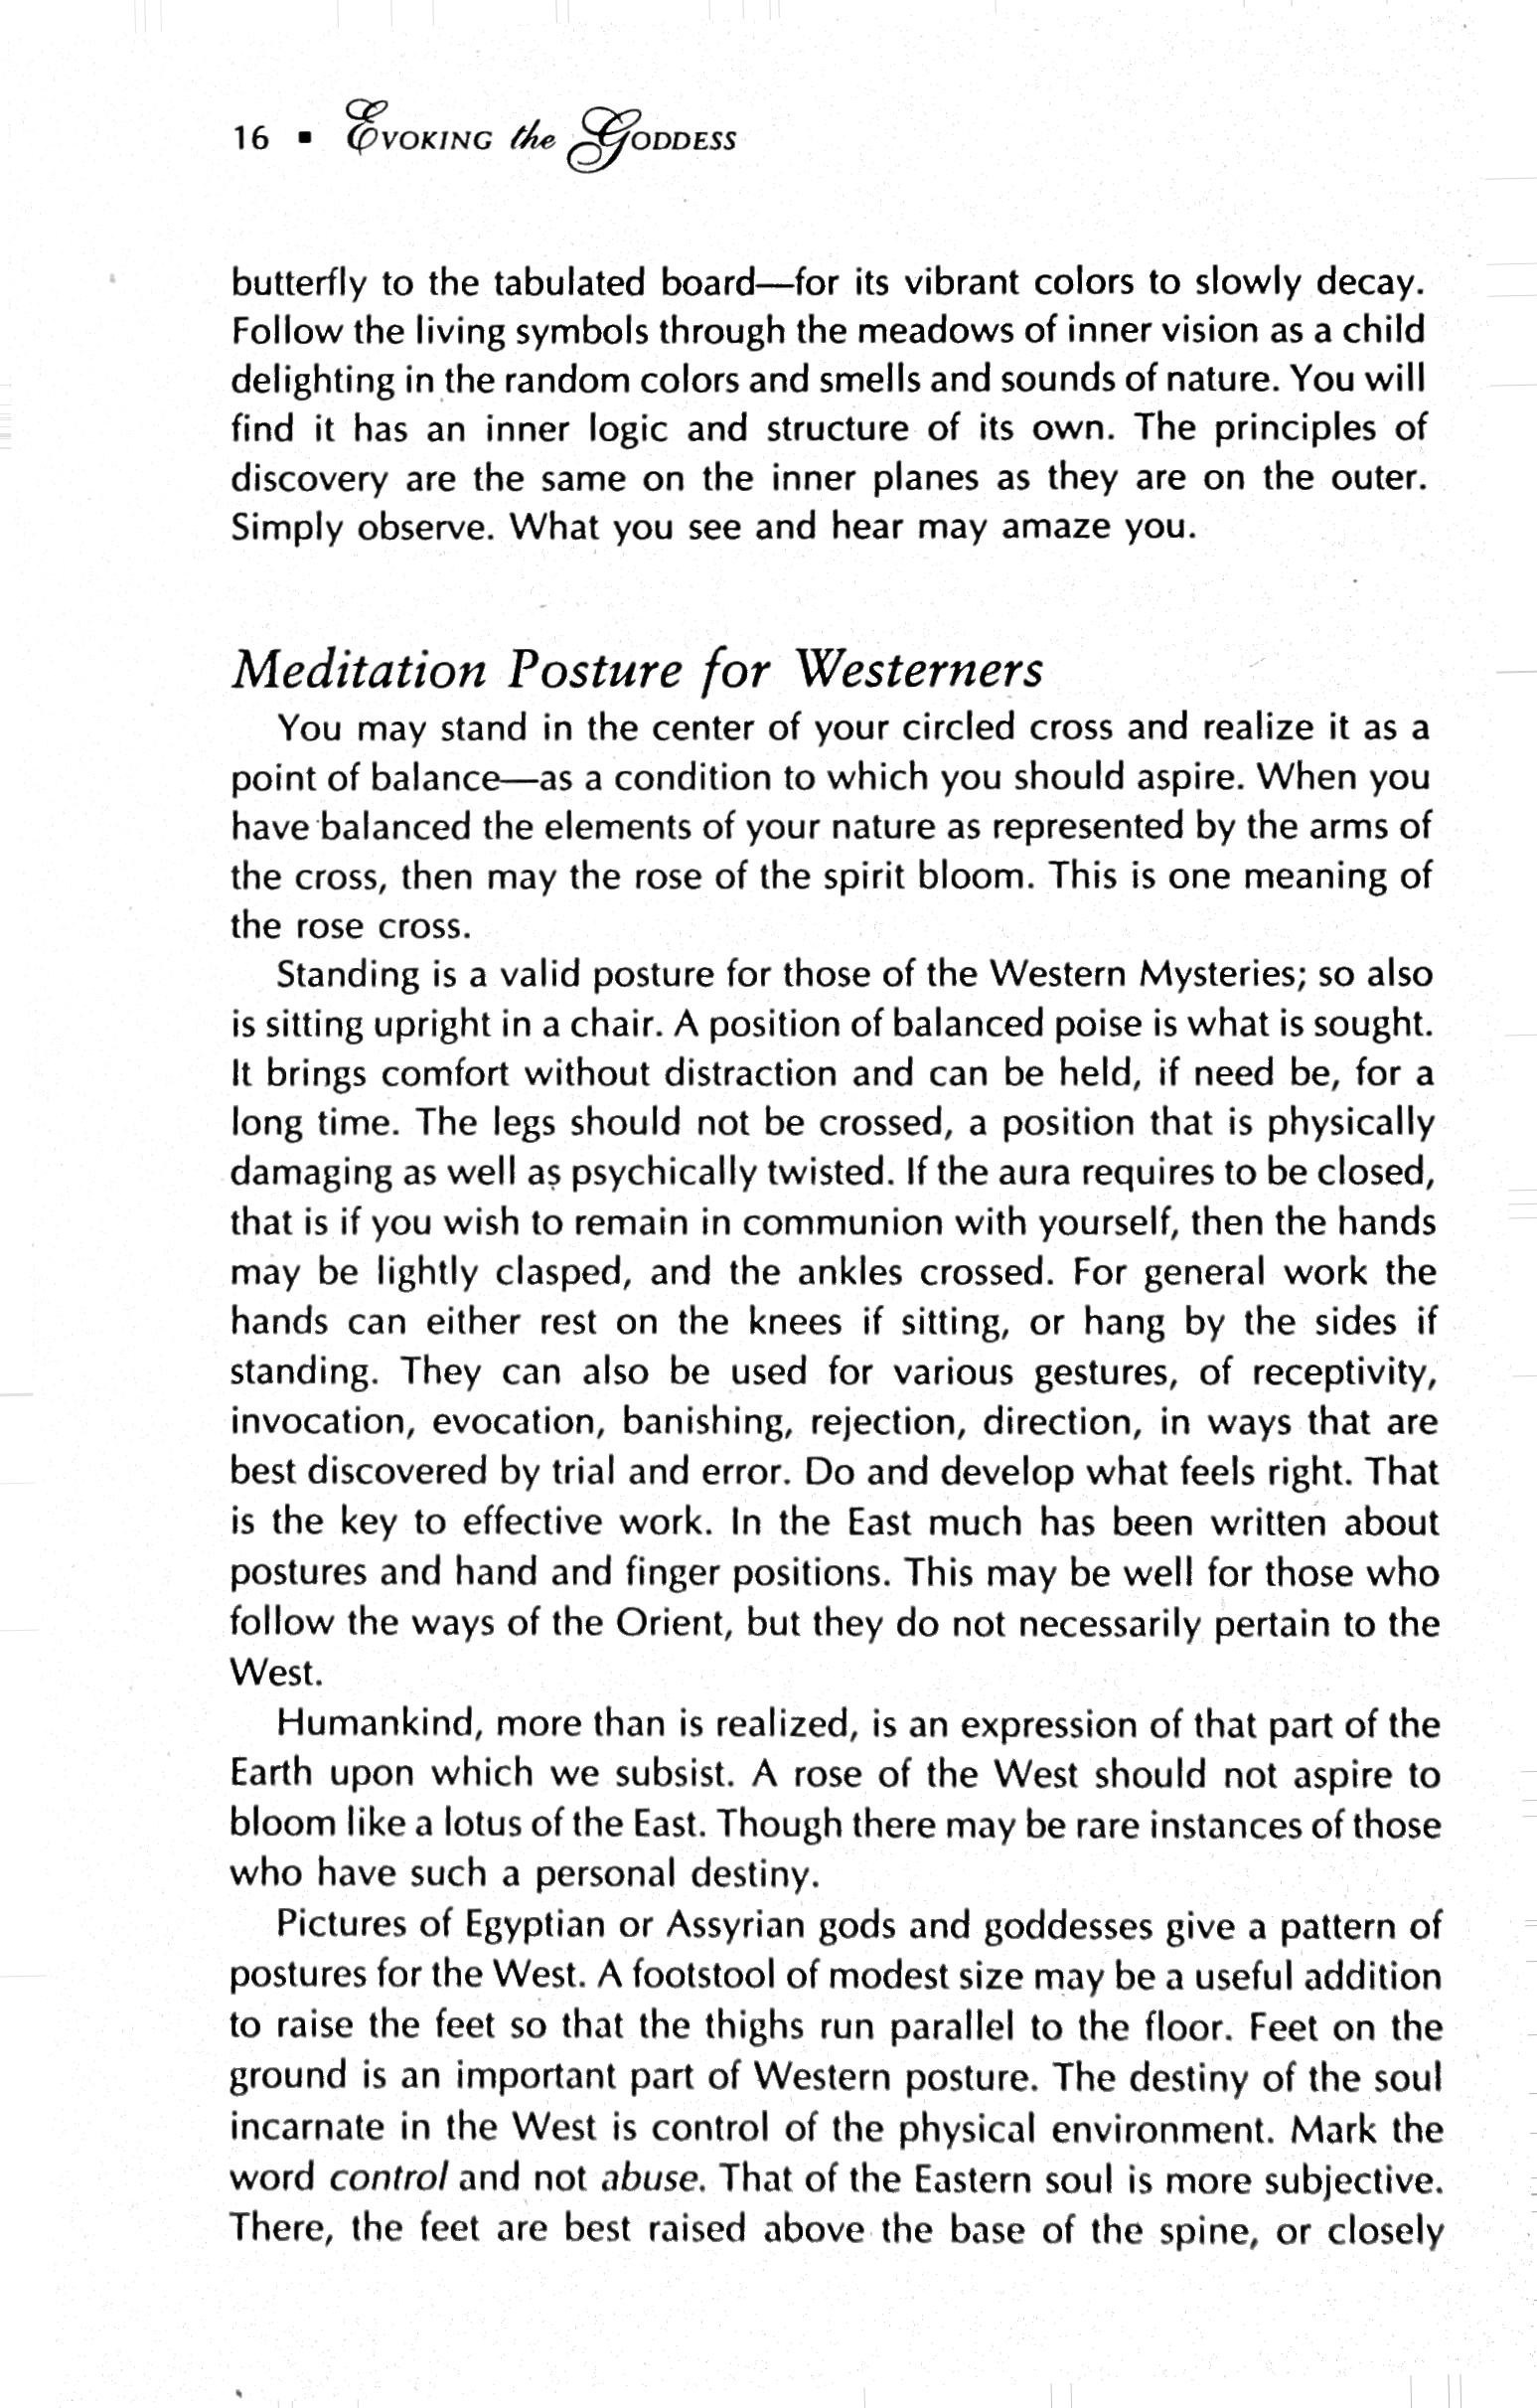 16 ▪ EVOKING the GODDESS
butterfly to the tabulated board—for its vibrant colors to slowly decay.
Follow the living symbols through the meadows of inner vision as a child
delighting in the random colors and smells and sounds of nature. You will
find it has an inner logic and structure of its own. The principles of
discovery are the same on the inner planes as they are on the outer.
Simply observe. What you see and hear may amaze you.
Meditation Posture for Westerners
You may stand in the center of your circled cross and realize it as a
point of balance—as a condition to which you should aspire. When you
have balanced the elements of your nature as represented by the arms of
the cross, then may the rose of the spirit bloom. This is one meaning of
the rose cross.
Standing is a valid posture for those of the Western Mysteries; so also
is sitting upright in a chair. A position of balanced poise is what is sought.
It brings comfort without distraction and can be held, if need be, for a
long time. The legs should not be crossed, a position that is physically
damaging as well as psychically twisted. If the aura requires to be closed,
that is if you wish to remain in communion with yourself, then the hands
may be lightly clasped, and the ankles crossed. For general work the
hands can either rest on the knees if sitting, or hang by the sides if
standing. They can also be used for various gestures, of receptivity,
invocation, evocation, banishing, rejection, direction, in ways that are
best discovered by trial and error. Do and develop what feels right. That
is the key to effective work. In the East much has been written about
postures and hand and finger positions. This may be well for those who
follow the ways of the Orient, but they do not necessarily pertain to the
West.
Humankind, more than is realized, is an expression of that part of the
Earth upon which we subsist. A rose of the West should not aspire to
bloom like a lotus of the East. Though there may be rare instances of those
who have such a personal destiny.
Pictures of Egyptian or Assyrian gods and goddesses give a pattern of
postures for the West. A footstool of modest size may be a useful addition
to raise the feet so that the thighs run parallel to the floor. Feet on the
ground is an important part of Western posture. The destiny of the soul
incarnate in the West is control of the physical environment. Mark the
word control and not abuse. That of the Eastern soul is more subjective.
There, the feet are best raised above the base of the spine, or closely